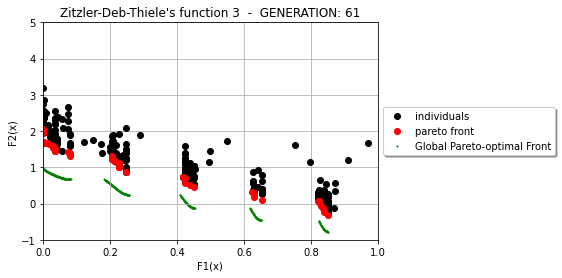 Zitzler-Deb-Thiele's function 3 - GENERATION: 61
5
4
3
2
1
0
−1
F2(x)
0.0 0.2 0.4 0.6 0.8 1.0
F1(x)
individuals
pareto front
Global Pareto-optimal Front